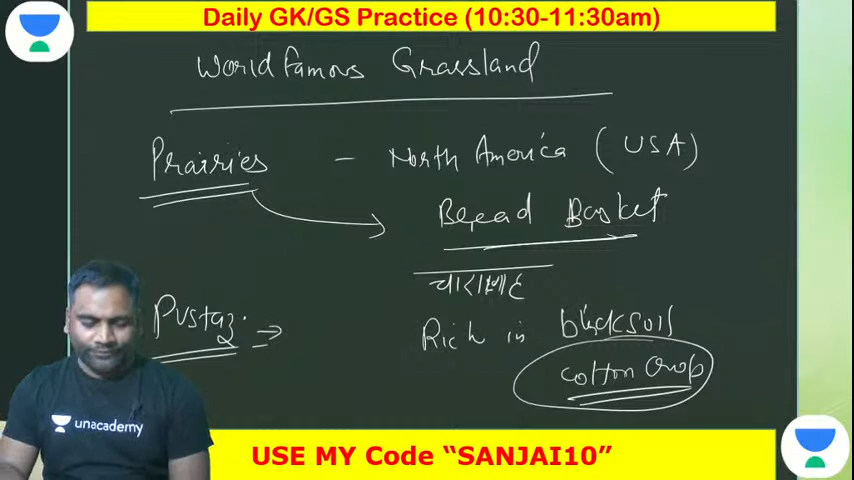 Daily GK/GS Practice (10:30-11:30am)
World famous Grassland
Prairies - North America (USA)
Bread Basket
चारागाह
Pustaz →
Rich in blacksoil
cotton crop
unacademy
USE MY Code “SANJAI10”